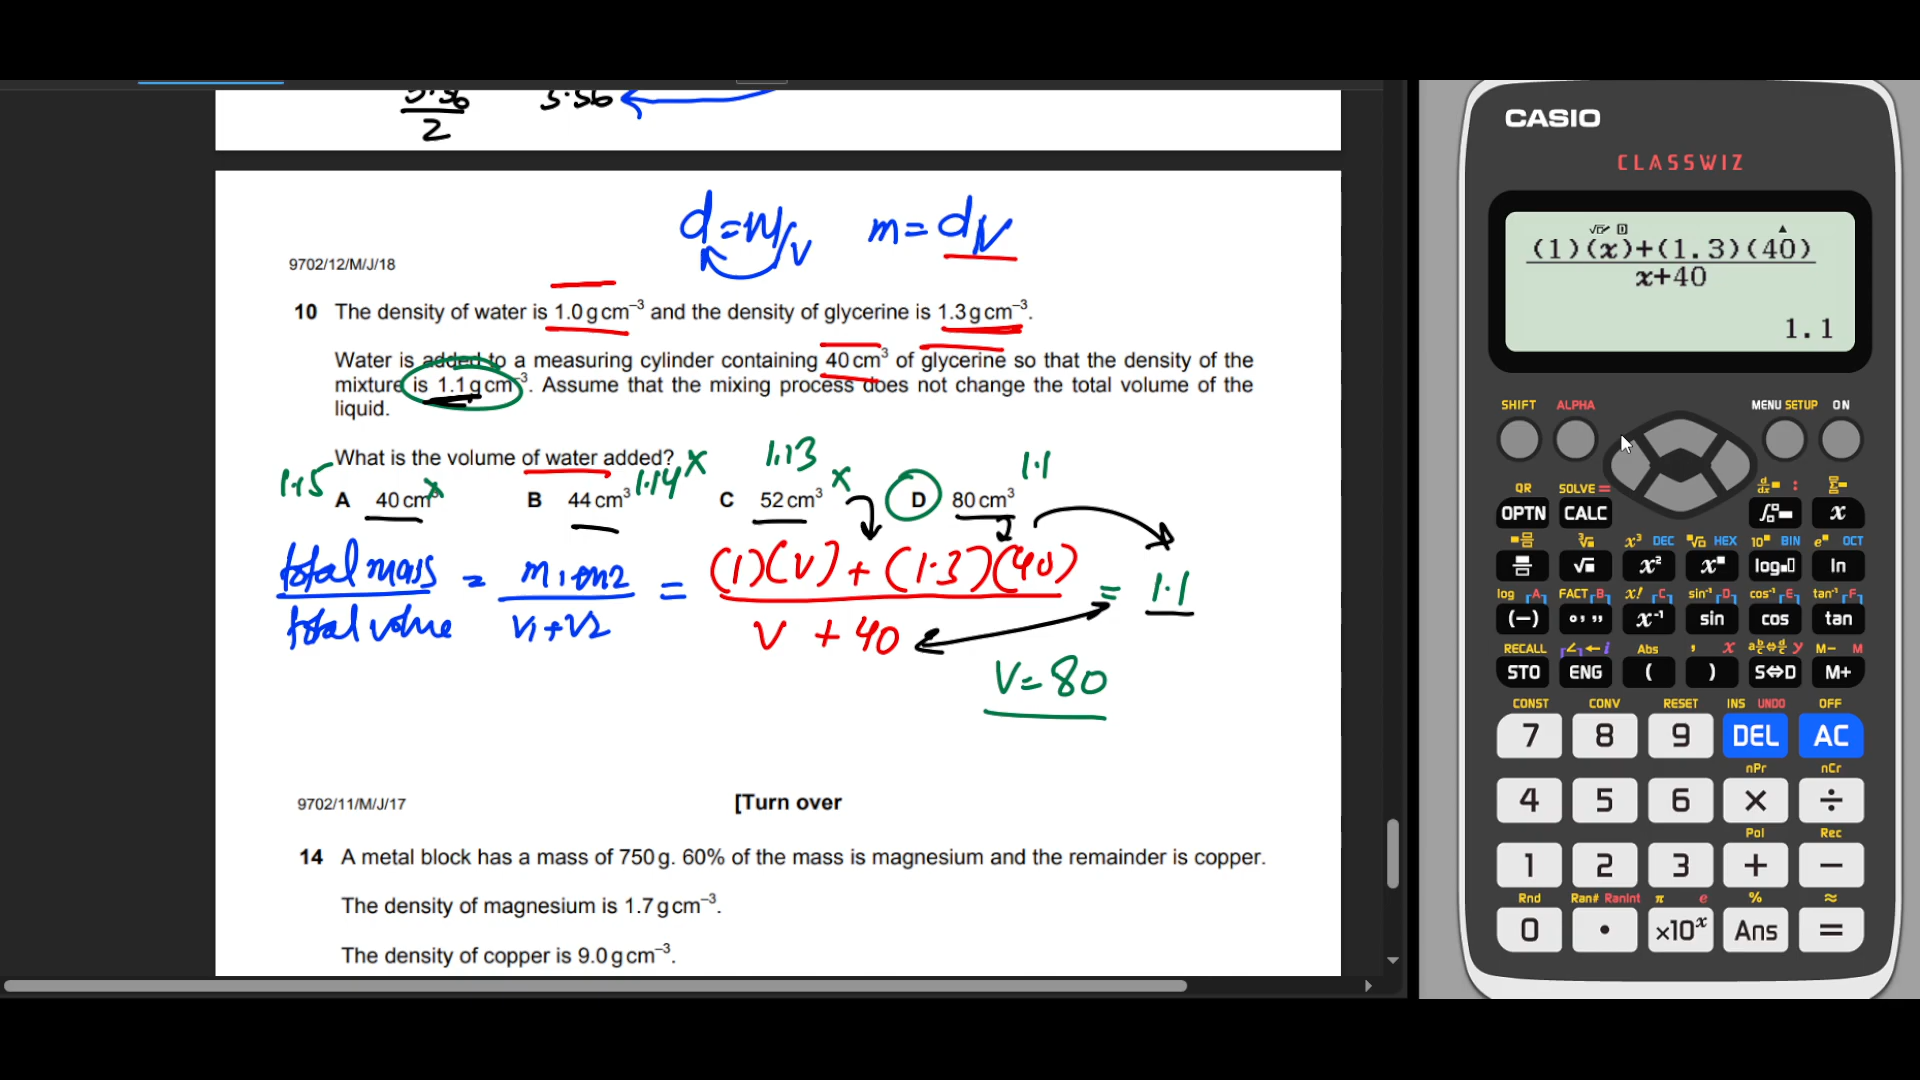 3.56
2
3.56
d = m/v m = dv
9702/12/M/J/18
10 The density of water is 1.0 g cm⁻³ and the density of glycerine is 1.3 g cm⁻³.
Water is added to a measuring cylinder containing 40 cm³ of glycerine so that the density of the
mixture is 1.1 g cm⁻³. Assume that the mixing process does not change the total volume of the
liquid.
What is the volume of water added?
1.15 x 1.14 x 1.13 x 1.1
A 40 cm³ B 44 cm³ C 52 cm³ D 80 cm³
total mass = m1+m2 = (1)(v) + (1.3)(40) = 1.1
total volume v1+v2 v + 40
v = 80
9702/11/M/J/17 [Turn over
14 A metal block has a mass of 750 g. 60% of the mass is magnesium and the remainder is copper.
The density of magnesium is 1.7 g cm⁻³.
The density of copper is 9.0 g cm⁻³.
CASIO
CLASSWIZ
√▱ D ▲
(1)(x)+(1.3)(40)
x+40
1.1
SHIFT ALPHA MENU SETUP ON
QR SOLVE = d/dx : Σ
OPTN CALC ∫ x
x³ DEC ˣ√ HEX 10ˣ BIN eˣ OCT
√ x² xˣ log ln
log A FACT B x! C sin⁻¹ D cos⁻¹ E tan⁻¹ F
(−) ° ' '' x⁻¹ sin cos tan
RECALL ∠ ← i Abs , x a b/c ⇔ d/c y M− M
STO ENG ( ) S⇔D M+
CONST CONV RESET INS UNDO OFF
7 8 9 DEL AC
nPr nCr
4 5 6 × ÷
Pol Rec
1 2 3 + −
Rnd Ran# RanInt π e % ≈
0 • ×10ˣ Ans =